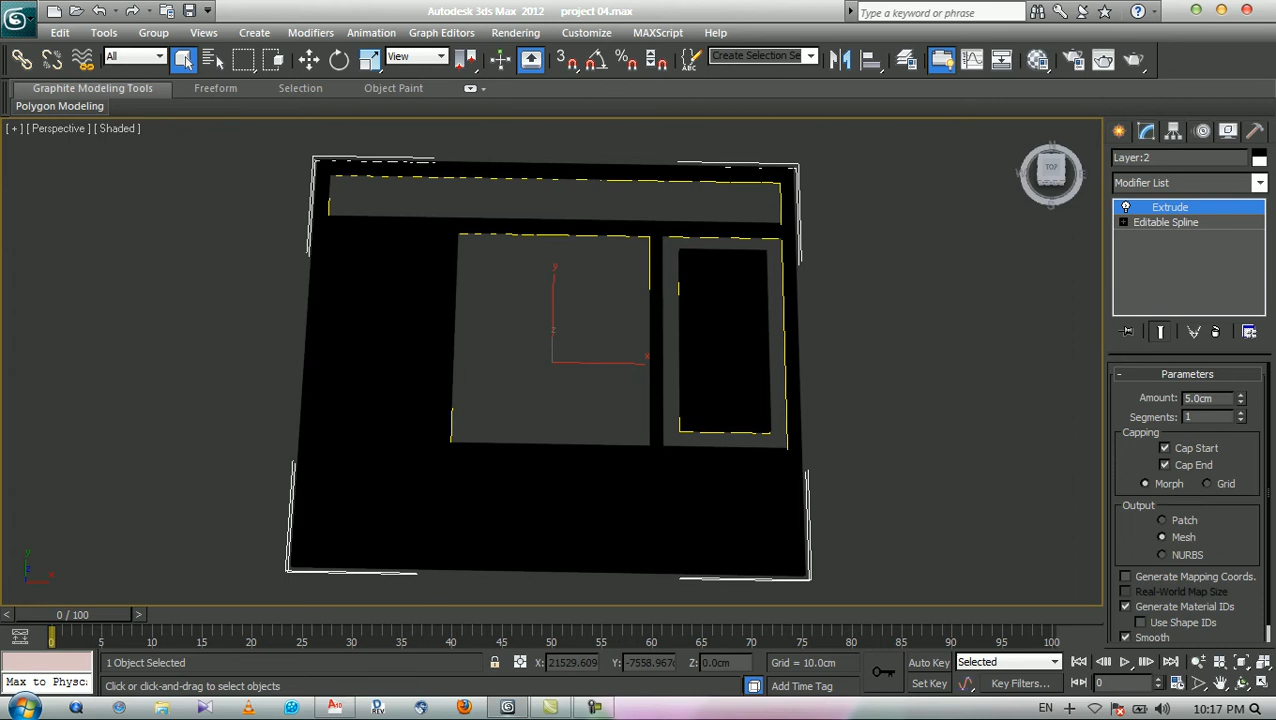 Autodesk 3ds Max 2012 project 04.max
Type a keyword or phrase
Edit Tools Group Views Create Modifiers Animation Graph Editors Rendering Customize MAXScript Help
All View Create Selection Se
Graphite Modeling Tools Freeform Selection Object Paint
Polygon Modeling
[ + ] [ Perspective ] [ Shaded ]
TOP
Layer:2
Modifier List
Extrude
Editable Spline
y
z
x
Parameters
Amount: 5.0cm
Segments: 1
Capping
Cap Start
Cap End
Morph Grid
Output
Patch
Mesh
NURBS
Generate Mapping Coords.
Real-World Map Size
Generate Material IDs
Use Shape IDs
Smooth
0 / 100
0 5 10 15 20 25 30 35 40 45 50 55 60 65 70 75 80 85 90 95 100
1 Object Selected X: 21529.609 Y: -7558.967c Z: 0.0cm Grid = 10.0cm Auto Key Selected
Max to Physc Click or click-and-drag to select objects Add Time Tag Set Key Key Filters... 0
EN 10:17 PM